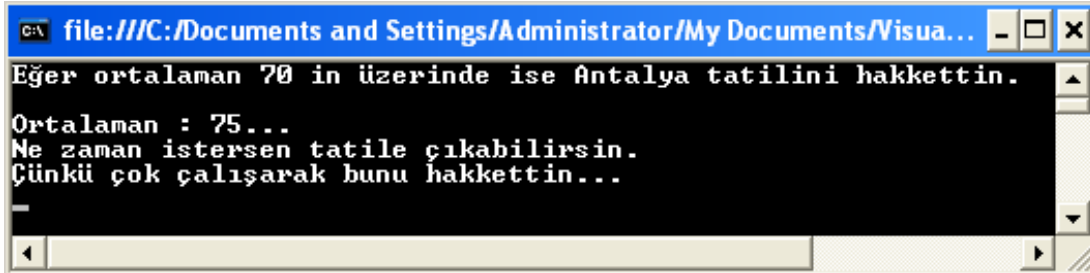 file:///C:/Documents and Settings/Administrator/My Documents/Visua...
Eğer ortalaman 70 in üzerinde ise Antalya tatilini hakkettin.
Ortalaman : 75...
Ne zaman istersen tatile çıkabilirsin.
Çünkü çok çalışarak bunu hakkettin...